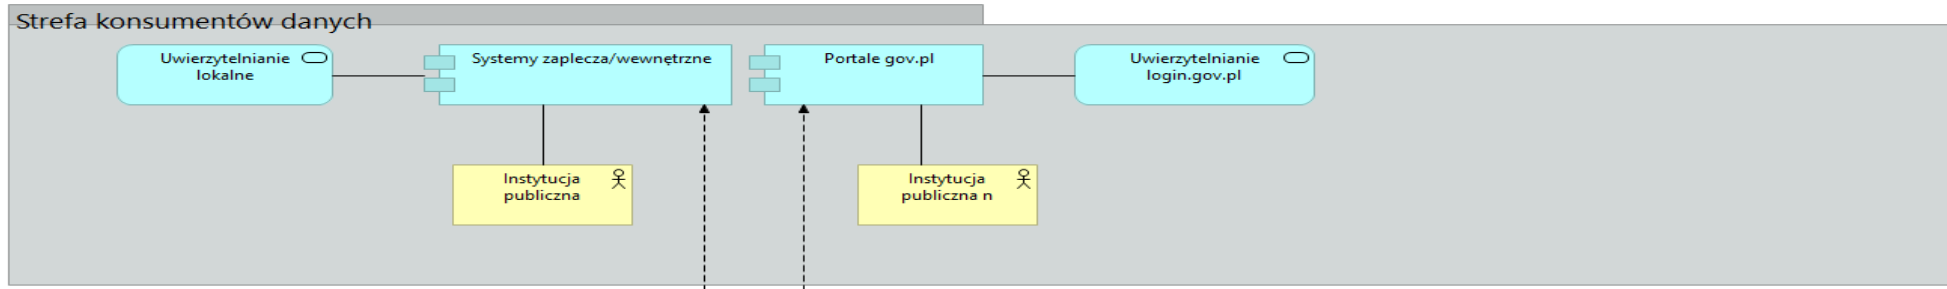 Strefa konsumentów danych
Uwierzytelnianie
lokalne
Systemy zaplecza/wewnętrzne
Portale gov.pl
Uwierzytelnianie
login.gov.pl
Instytucja
publiczna
Instytucja
publiczna n